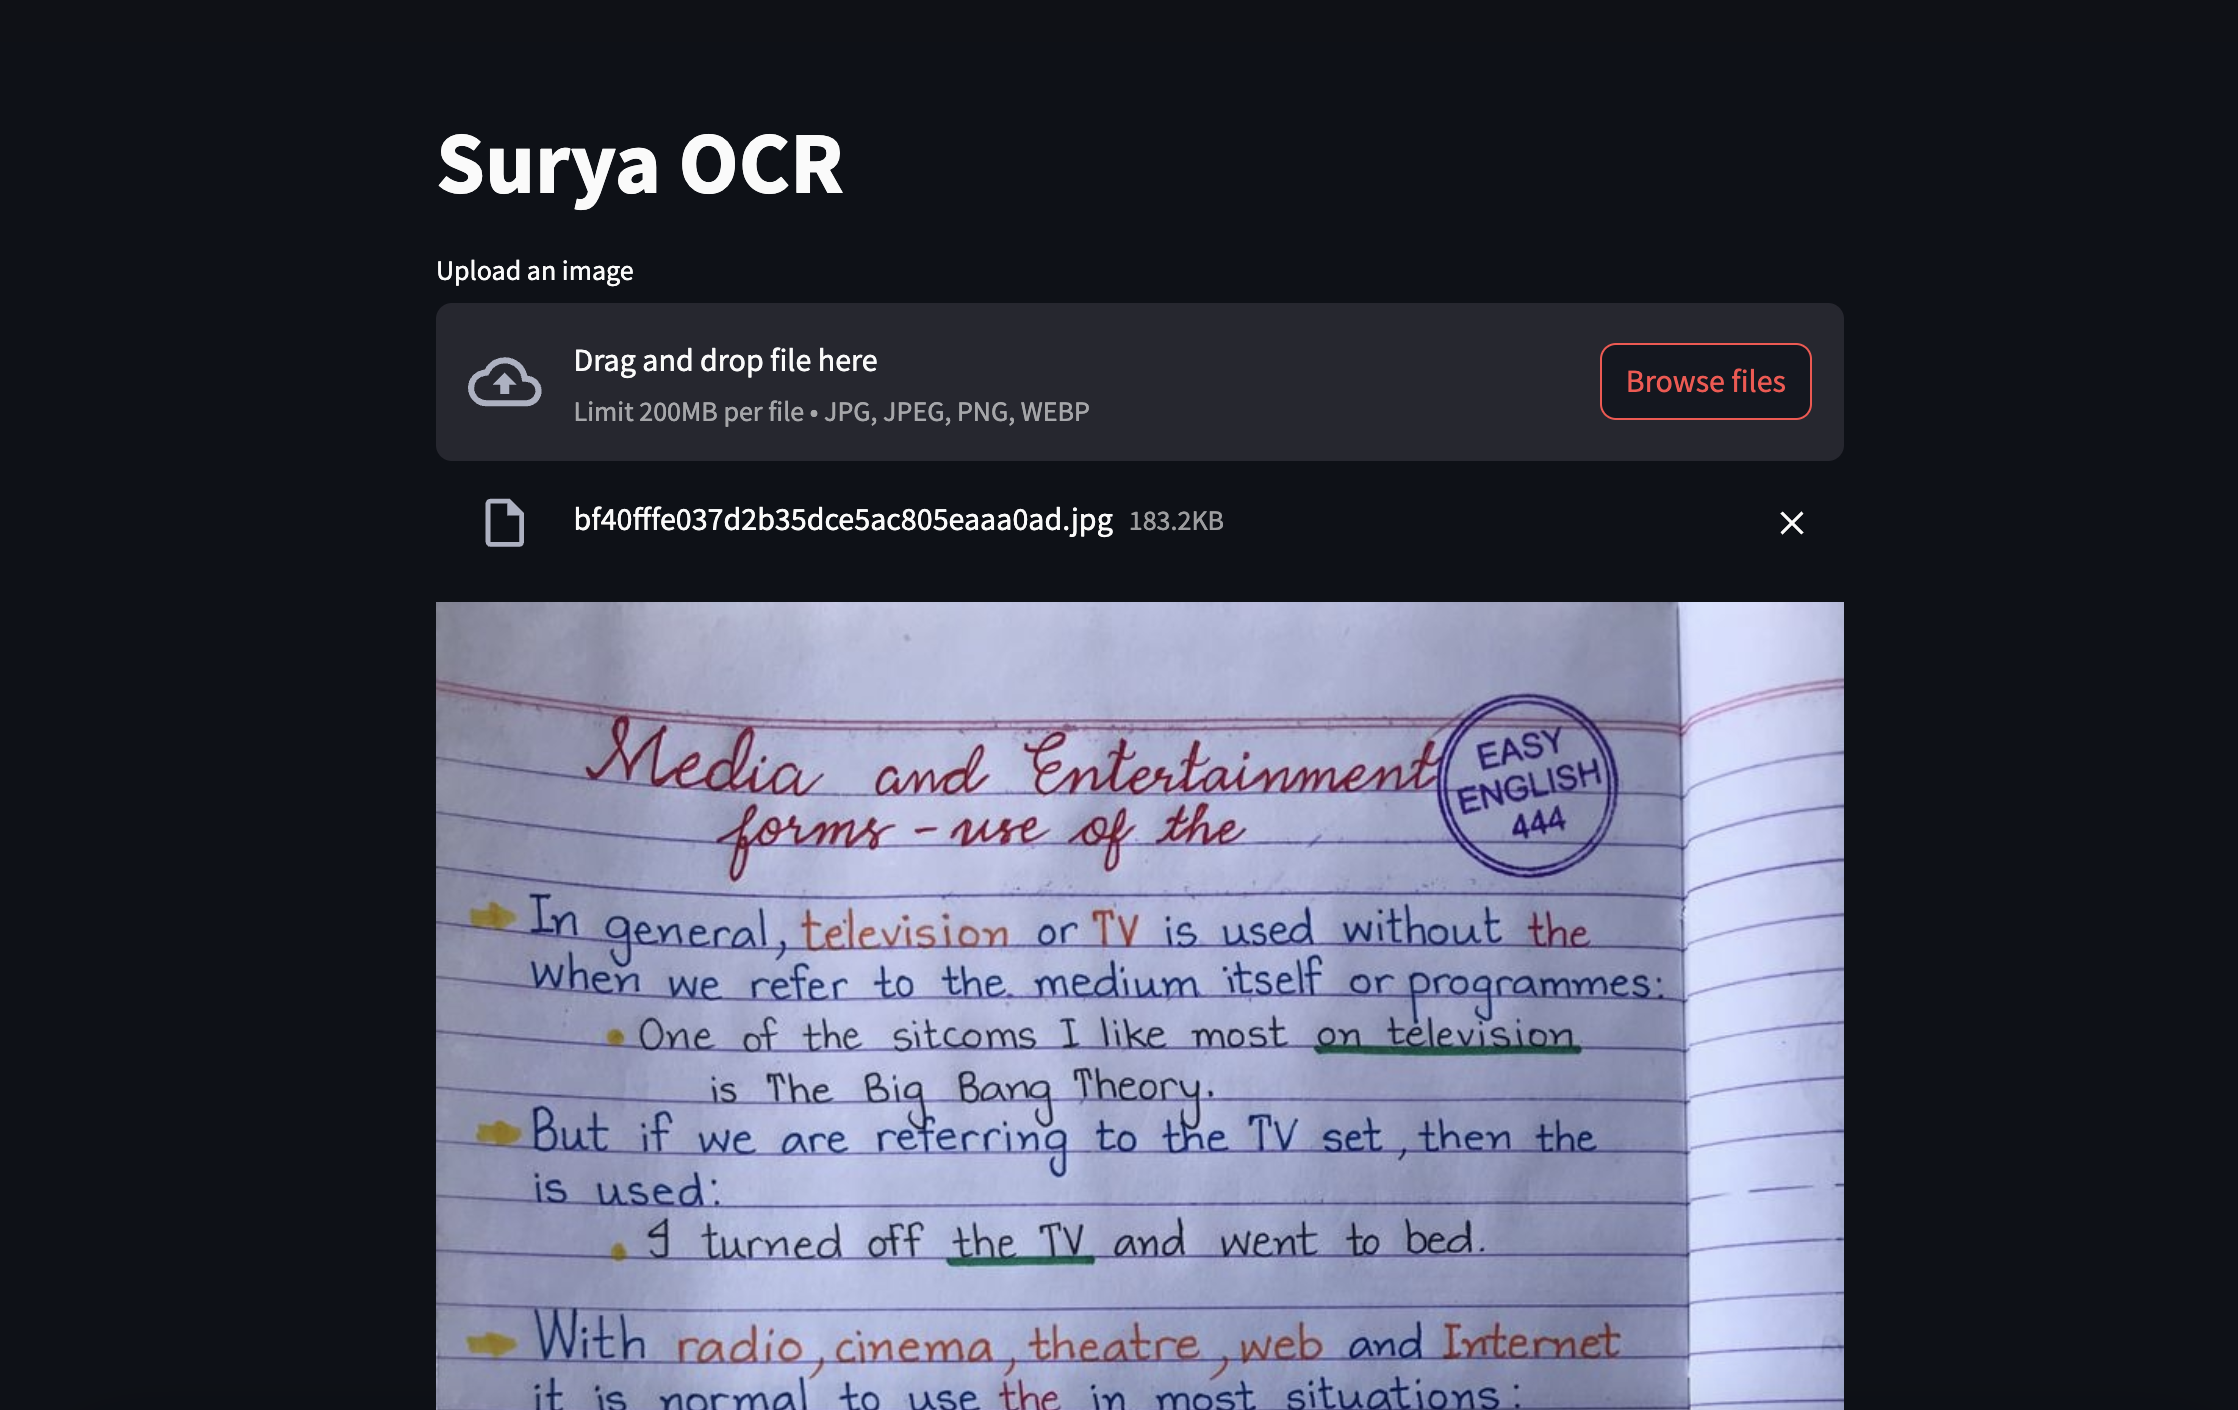 Surya OCR
Upload an image
Drag and drop file here
Limit 200MB per file • JPG, JPEG, PNG, WEBP
Browse files
bf40fffe037d2b35dce5ac805eaaa0ad.jpg 183.2KB
Media and Entertainment
forms - use of the
EASY
ENGLISH
444
In general, television or TV is used without the
when we refer to the medium itself or programmes:
• One of the sitcoms I like most on television
is The Big Bang Theory.
But if we are referring to the TV set, then the
is used:
• I turned off the TV and went to bed.
With radio, cinema, theatre, web and Internet
it is normal to use the in most situations: